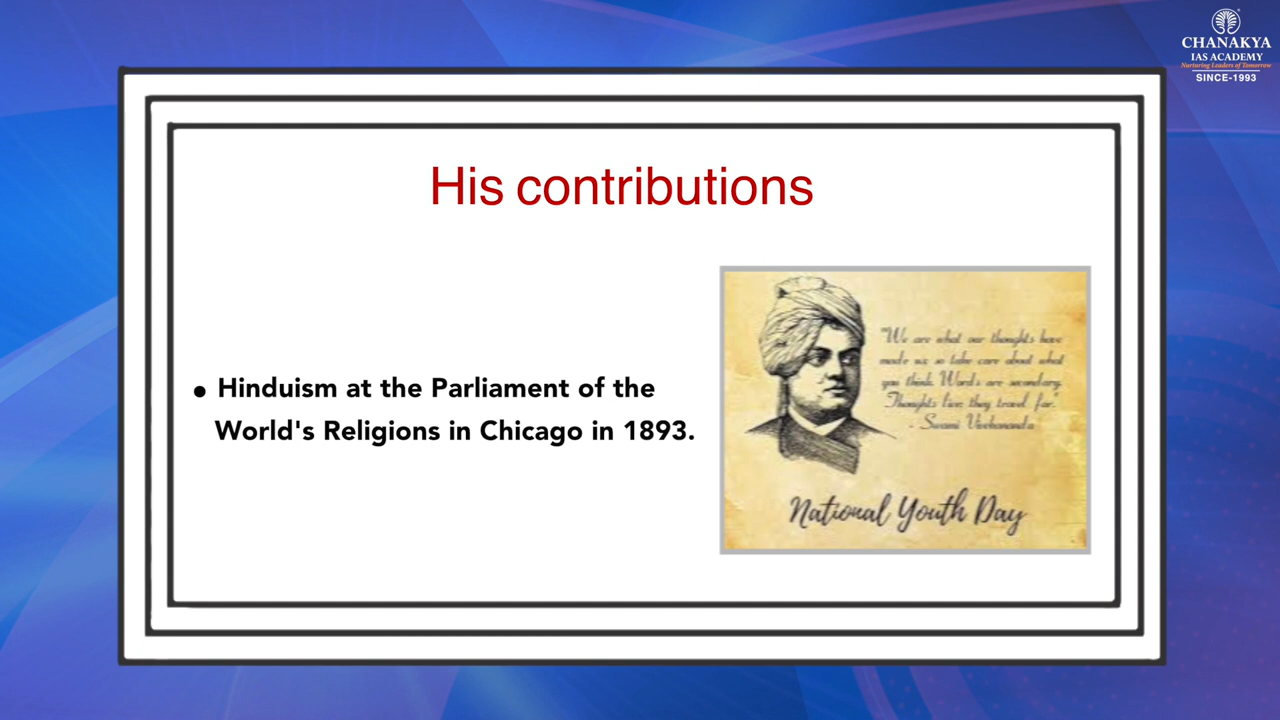 CHANAKYA
IAS ACADEMY
Nurturing Leaders of Tomorrow
SINCE-1993
His contributions
• Hinduism at the Parliament of the
World's Religions in Chicago in 1893.
"We are what our thoughts have
made us so take care about what
you think. Words are secondary.
Thoughts live; they travel far."
- Swami Vivekananda
National Youth Day